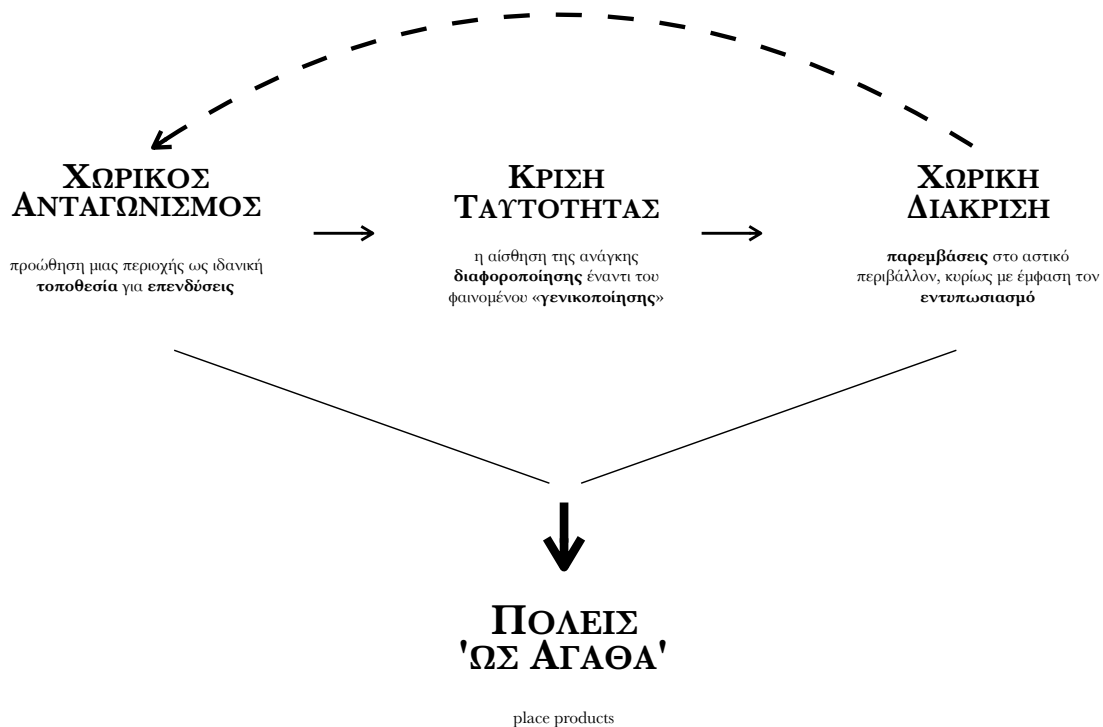 ΧΩΡΙΚΟΣ
ΑΝΤΑΓΩΝΙΣΜΟΣ
προώθηση μιας περιοχής ως ιδανική
τοποθεσία για επενδύσεις
ΚΡΙΣΗ
ΤΑΥΤΟΤΗΤΑΣ
η αίσθηση της ανάγκης
διαφοροποίησης έναντι του
φαινομένου «γενικοποίησης»
ΧΩΡΙΚΗ
ΔΙΑΚΡΙΣΗ
παρεμβάσεις στο αστικό
περιβάλλον, κυρίως με έμφαση τον
εντυπωσιασμό
ΠΟΛΕΙΣ
'ΩΣ ΑΓΑΘΑ'
place products